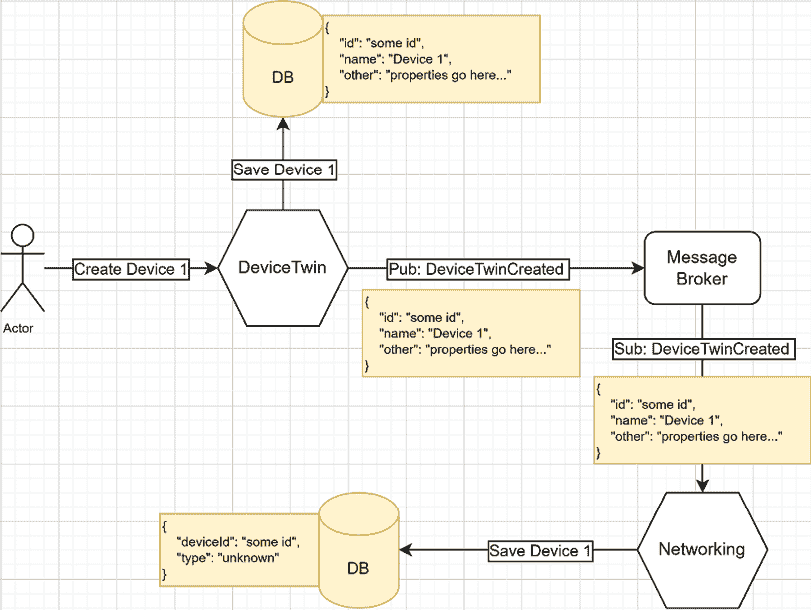 DB
{
"id": "some id",
"name": "Device 1",
"other": "properties go here..."
}
Save Device 1
Actor
Create Device 1
DeviceTwin
Pub: DeviceTwinCreated
Message
Broker
{
"id": "some id",
"name": "Device 1",
"other": "properties go here..."
}
Sub: DeviceTwinCreated
{
"id": "some id",
"name": "Device 1",
"other": "properties go here..."
}
{
"deviceId": "some id",
"type": "unknown"
}
DB
Save Device 1
Networking